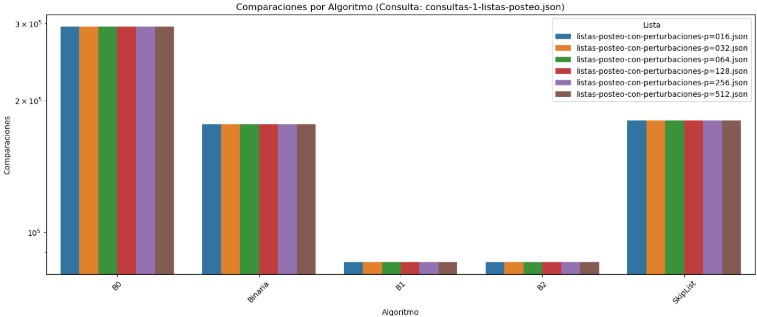 Comparaciones por Algoritmo (Consulta: consultas-1-listas-posteo.json)
Lista
listas-posteo-con-perturbaciones-p=016.json
listas-posteo-con-perturbaciones-p=032.json
listas-posteo-con-perturbaciones-p=064.json
listas-posteo-con-perturbaciones-p=128.json
listas-posteo-con-perturbaciones-p=256.json
listas-posteo-con-perturbaciones-p=512.json
3 × 10⁵
2 × 10⁵
10⁵
Comparaciones
B0
Binaria
B1
B2
SkipList
Algoritmo